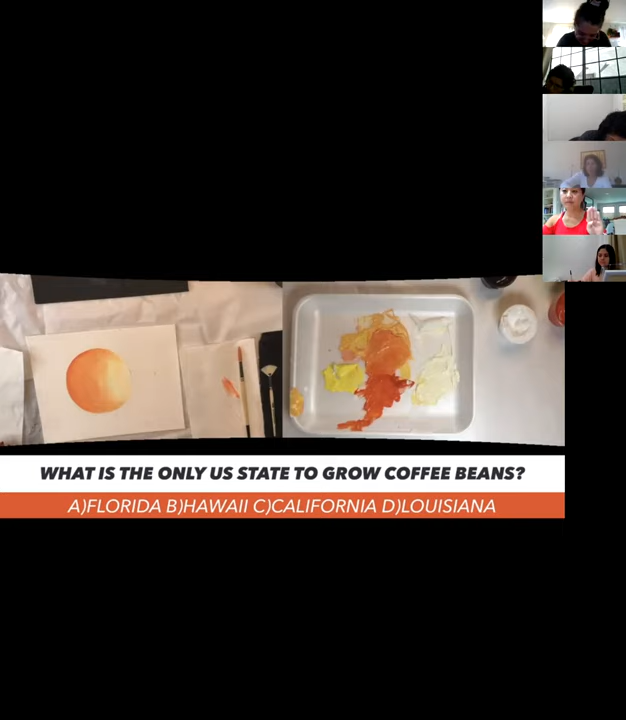 WHAT IS THE ONLY US STATE TO GROW COFFEE BEANS?
A)FLORIDA B)HAWAII C)CALIFORNIA D)LOUISIANA